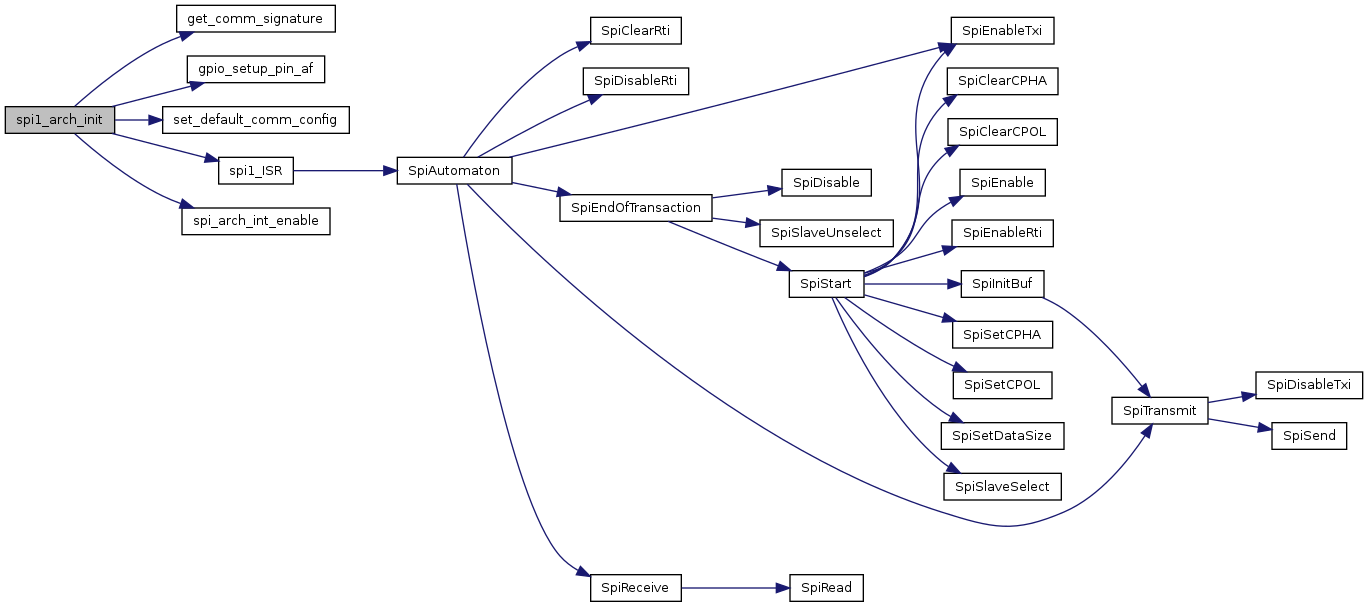 spi1_arch_init
get_comm_signature
gpio_setup_pin_af
set_default_comm_config
spi1_ISR
spi_arch_int_enable
SpiAutomaton
SpiClearRti
SpiDisableRti
SpiEndOfTransaction
SpiReceive
SpiDisable
SpiSlaveUnselect
SpiStart
SpiRead
SpiEnableTxi
SpiClearCPHA
SpiClearCPOL
SpiEnable
SpiEnableRti
SpiInitBuf
SpiSetCPHA
SpiSetCPOL
SpiSetDataSize
SpiSlaveSelect
SpiTransmit
SpiDisableTxi
SpiSend